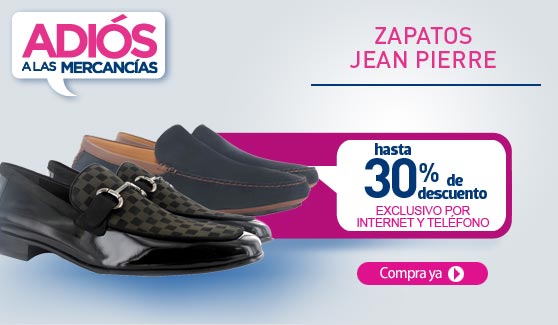 ADIÓS
A LAS MERCANCÍAS
ZAPATOS
JEAN PIERRE
hasta
30% de
descuento
EXCLUSIVO POR
INTERNET Y TELÉFONO
Compra ya